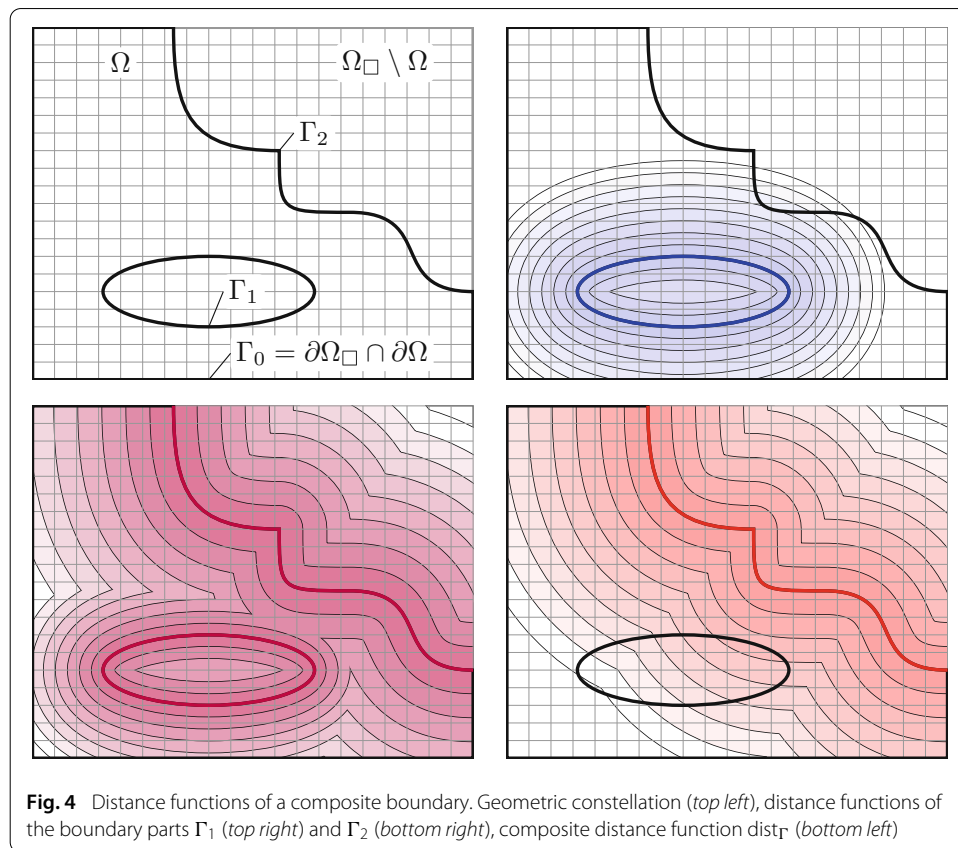 Ω
Ω□ \ Ω
Γ2
Γ1
Γ0 = ∂Ω□ ∩ ∂Ω
Fig. 4 Distance functions of a composite boundary. Geometric constellation (top left), distance functions of
the boundary parts Γ1 (top right) and Γ2 (bottom right), composite distance function distΓ (bottom left)